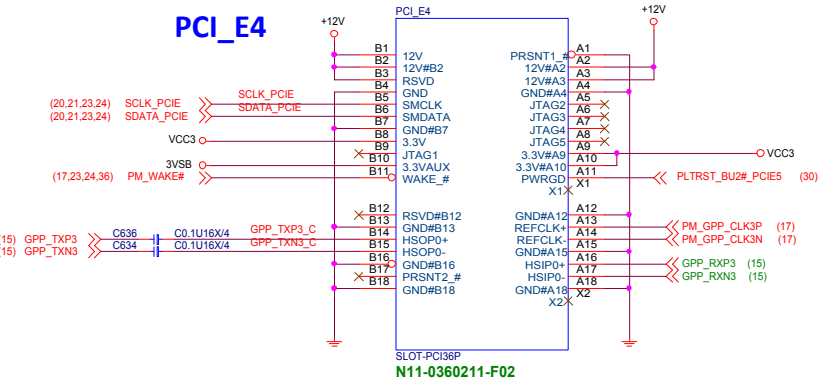 PCI_E4
PCI_E4
+12V
+12V
B1 12V
B2 12V#B2
B3 RSVD
B4 GND
B5 SMCLK
B6 SMDATA
B7 GND#B7
B8 3.3V
B9 JTAG1
B10 3.3VAUX
B11 WAKE_#
B12 RSVD#B12
B13 GND#B13
B14 HSOP0+
B15 HSOP0-
B16 GND#B16
B17 PRSNT2_#
B18 GND#B18
PRSNT1_# A1
12V#A2 A2
12V#A3 A3
GND#A4 A4
JTAG2 A5
JTAG3 A6
JTAG4 A7
JTAG5 A8
3.3V#A9 A9
3.3V#A10 A10
PWRGD A11
X1 X1
GND#A12 A12
REFCLK+ A13
REFCLK- A14
GND#A15 A15
HSIP0+ A16
HSIP0- A17
GND#A18 A18
X2 X2
(20,21,23,24) SCLK_PCIE SCLK_PCIE
(20,21,23,24) SDATA_PCIE SDATA_PCIE
VCC3
3VSB
(17,23,24,36) PM_WAKE#
(15) GPP_TXP3 C636 C0.1U16X/4 GPP_TXP3_C
(15) GPP_TXN3 C634 C0.1U16X/4 GPP_TXN3_C
VCC3
PLTRST_BU2#_PCIE5 (30)
PM_GPP_CLK3P (17)
PM_GPP_CLK3N (17)
GPP_RXP3 (15)
GPP_RXN3 (15)
SLOT-PCI36P
N11-0360211-F02